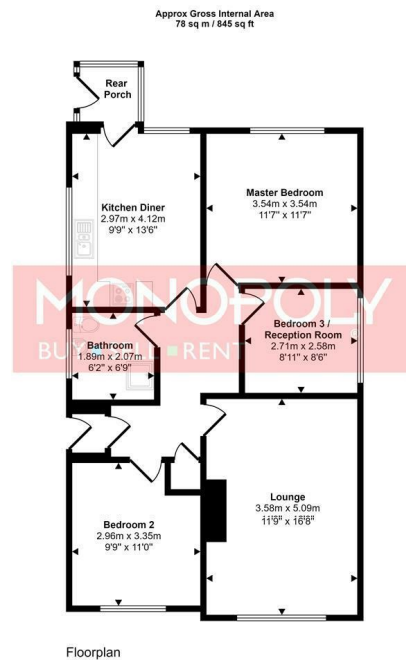 Approx Gross Internal Area
78 sq m / 845 sq ft
Rear
Porch
Kitchen Diner
2.97m x 4.12m
9'9" x 13'6"
Master Bedroom
3.54m x 3.54m
11'7" x 11'7"
MONOPOLY
BUY SELL RENT
Bedroom 3 /
Reception Room
2.71m x 2.58m
8'11" x 8'6"
Bathroom
1.89m x 2.07m
6'2" x 6'9"
Lounge
3.58m x 5.09m
11'9" x 16'8"
Bedroom 2
2.96m x 3.35m
9'9" x 11'0"
Floorplan